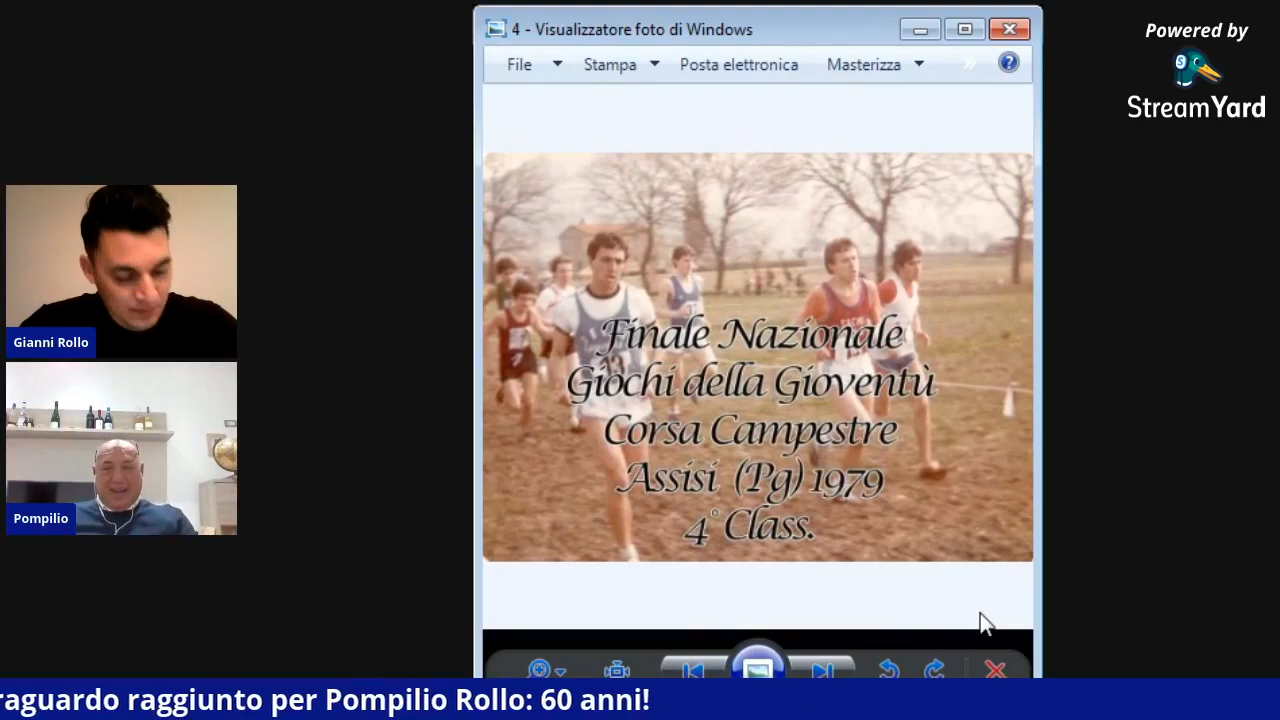 4 - Visualizzatore foto di Windows
File Stampa Posta elettronica Masterizza
Powered by
StreamYard
Finale Nazionale
Giochi della Gioventù
Corsa Campestre
Assisi (Pg) 1979
4° Class.
Gianni Rollo
Pompilio
raguardo raggiunto per Pompilio Rollo: 60 anni!